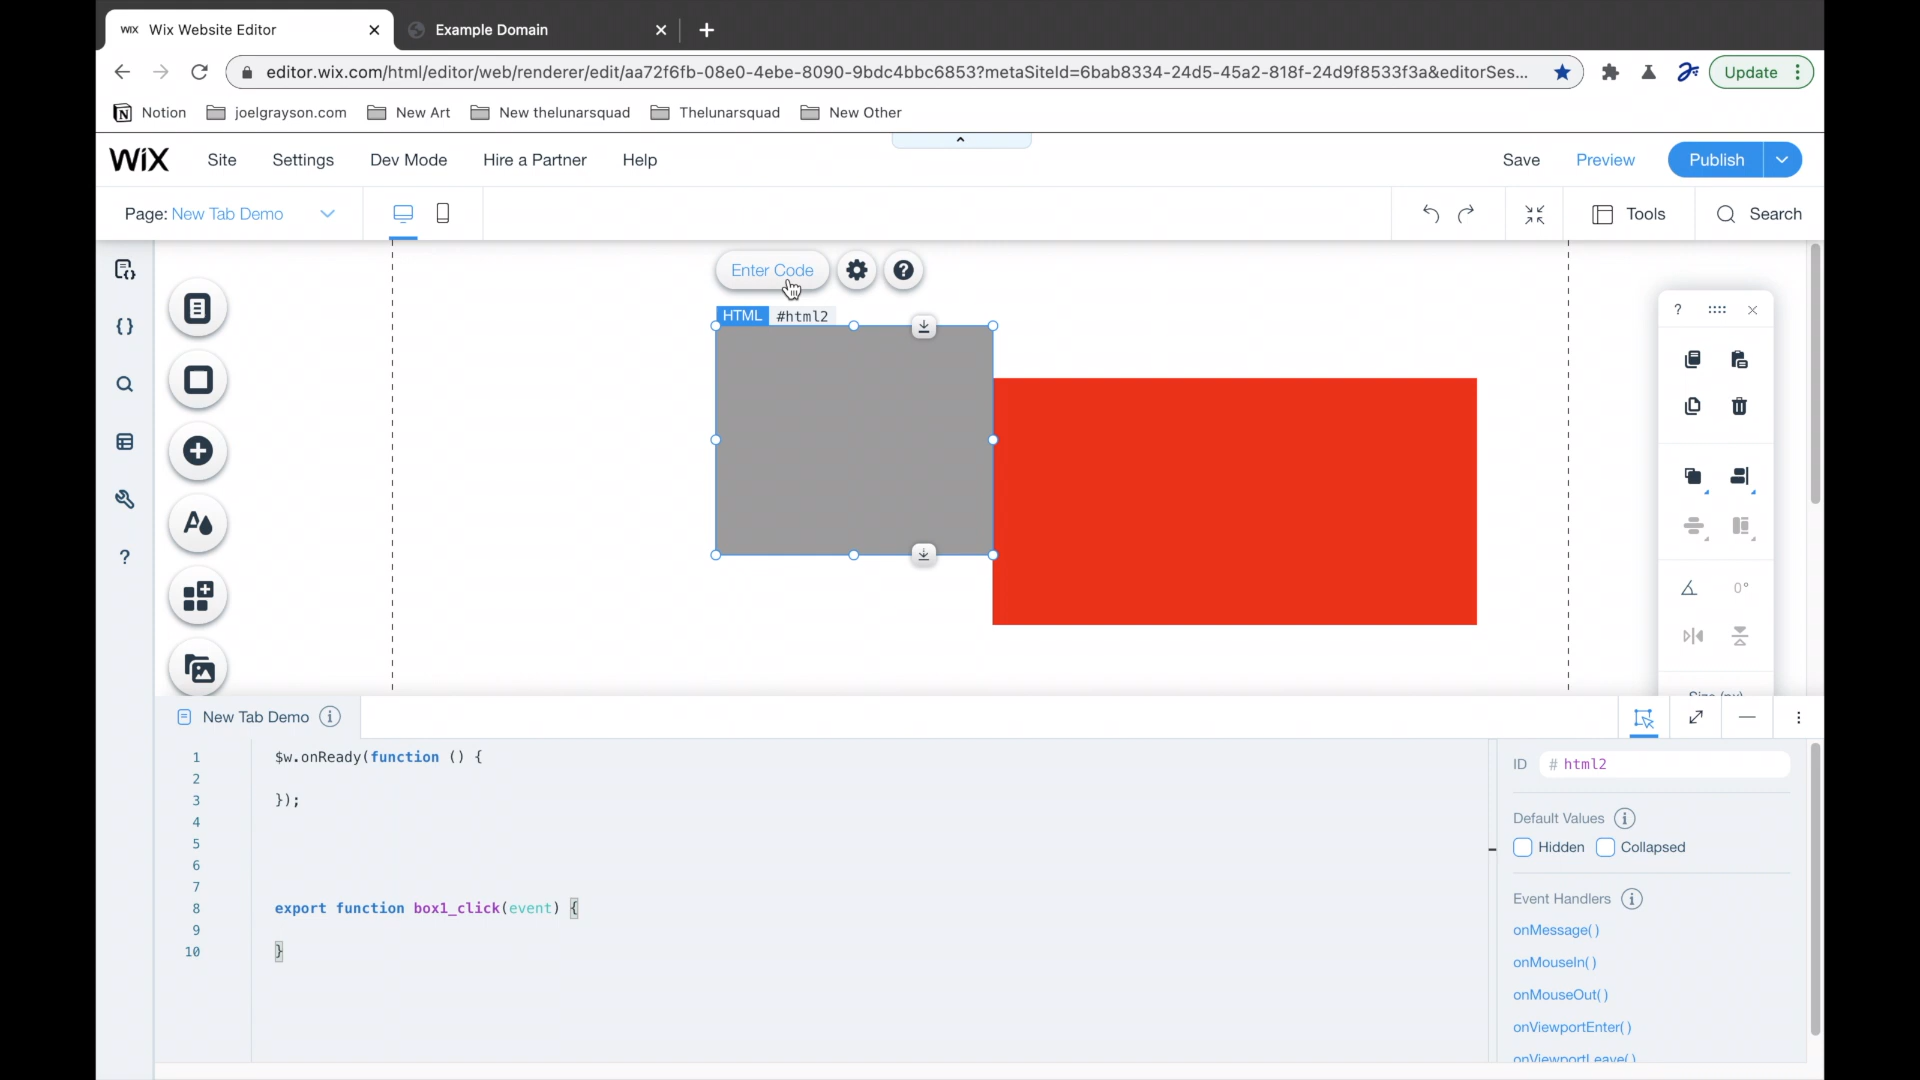 WiX Wix Website Editor
Example Domain
editor.wix.com/html/editor/web/renderer/edit/aa72f6fb-08e0-4ebe-8090-9bdc4bbc6853?metaSiteId=6bab8334-24d5-45a2-818f-24d9f8533f3a&editorSes...
Update
Notion
joelgrayson.com
New Art
New thelunarsquad
Thelunarsquad
New Other
WiX
Site
Settings
Dev Mode
Hire a Partner
Help
Save
Preview
Publish
Page: New Tab Demo
Tools
Search
Enter Code
?
HTML #html2
?
0°
Size (px)
?
New Tab Demo
1 $w.onReady(function () {
2
3 });
4
5
6
7
8 export function box1_click(event) {
9
10 }
ID # html2
Default Values
Hidden
Collapsed
Event Handlers
onMessage()
onMouseIn()
onMouseOut()
onViewportEnter()
onViewportLeave()